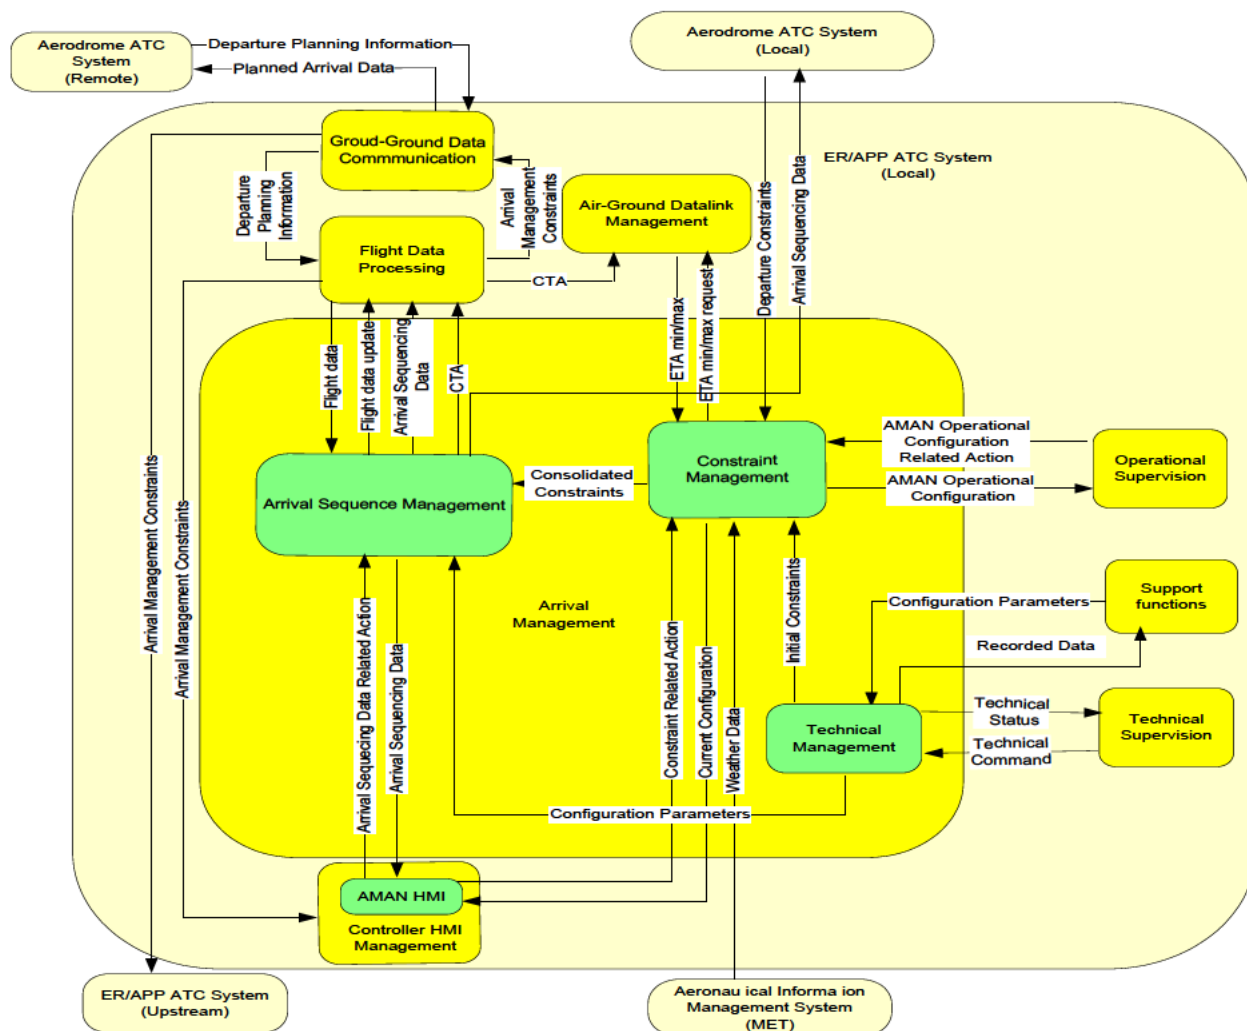 Aerodrome ATC
System
(Remote)
Departure Planning Information
Planned Arrival Data
Aerodrome ATC System
(Local)
Groud-Ground Data
Commmunication
ER/APP ATC System
(Local)
Departure
Planning
Information
Arrival
Management
Constraints
Air-Ground Datalink
Management
Departure Constraints
Arrival Sequencing Data
Flight Data
Processing
CTA
Flight data
Flight data update
Arrival Sequencing
Data
CTA
ETA min/max
ETA min/max request
Arrival Sequence Management
Consolidated
Constraints
Constraint
Management
AMAN Operational
Configuration
Related Action
AMAN Operational
Configuration
Operational
Supervision
Arrival Management Constraints
Arrival Management Constraints
Arrival
Management
Initial Constraints
Configuration Parameters
Support
functions
Recorded Data
Arrival Sequecing Data Related Action
Arrival Sequencing Data
Constraint Related Action
Current Configuration
Weather Data
Technical
Management
Technical
Status
Technical
Command
Technical
Supervision
Configuration Parameters
AMAN HMI
Controller HMI
Management
ER/APP ATC System
(Upstream)
Aeronau ical Informa ion
Management System
(MET)